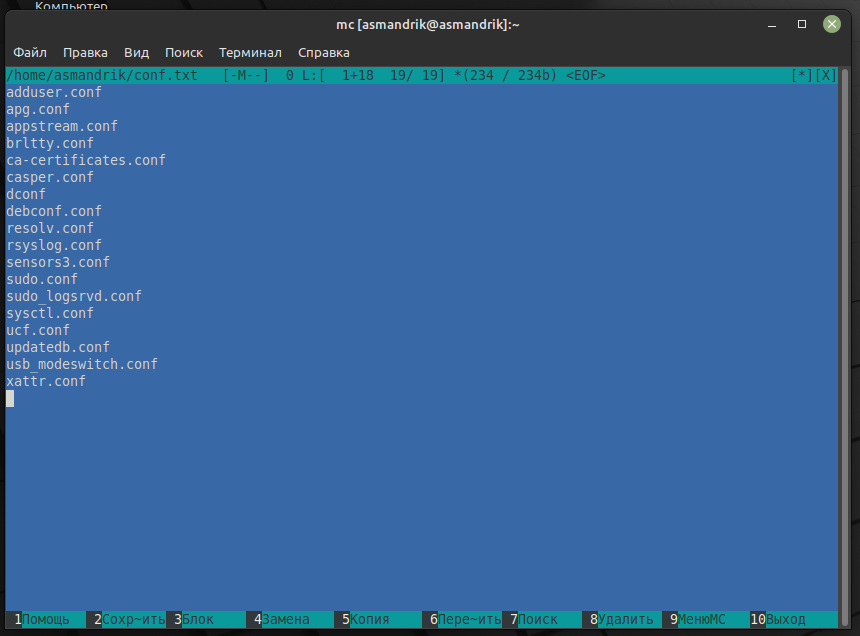 Компьютер
mc [asmandrik@asmandrik]:~
Файл Правка Вид Поиск Терминал Справка
/home/asmandrik/conf.txt [-M--] 0 L:[ 1+18 19/ 19] *(234 / 234b) <EOF> [*][X]
adduser.conf
apg.conf
appstream.conf
brltty.conf
ca-certificates.conf
casper.conf
dconf
debconf.conf
resolv.conf
rsyslog.conf
sensors3.conf
sudo.conf
sudo_logsrvd.conf
sysctl.conf
ucf.conf
updatedb.conf
usb_modeswitch.conf
xattr.conf
1Помощь 2Сохр~ить 3Блок 4Замена 5Копия 6Пере~ить 7Поиск 8Удалить 9МенюMC 10Выход